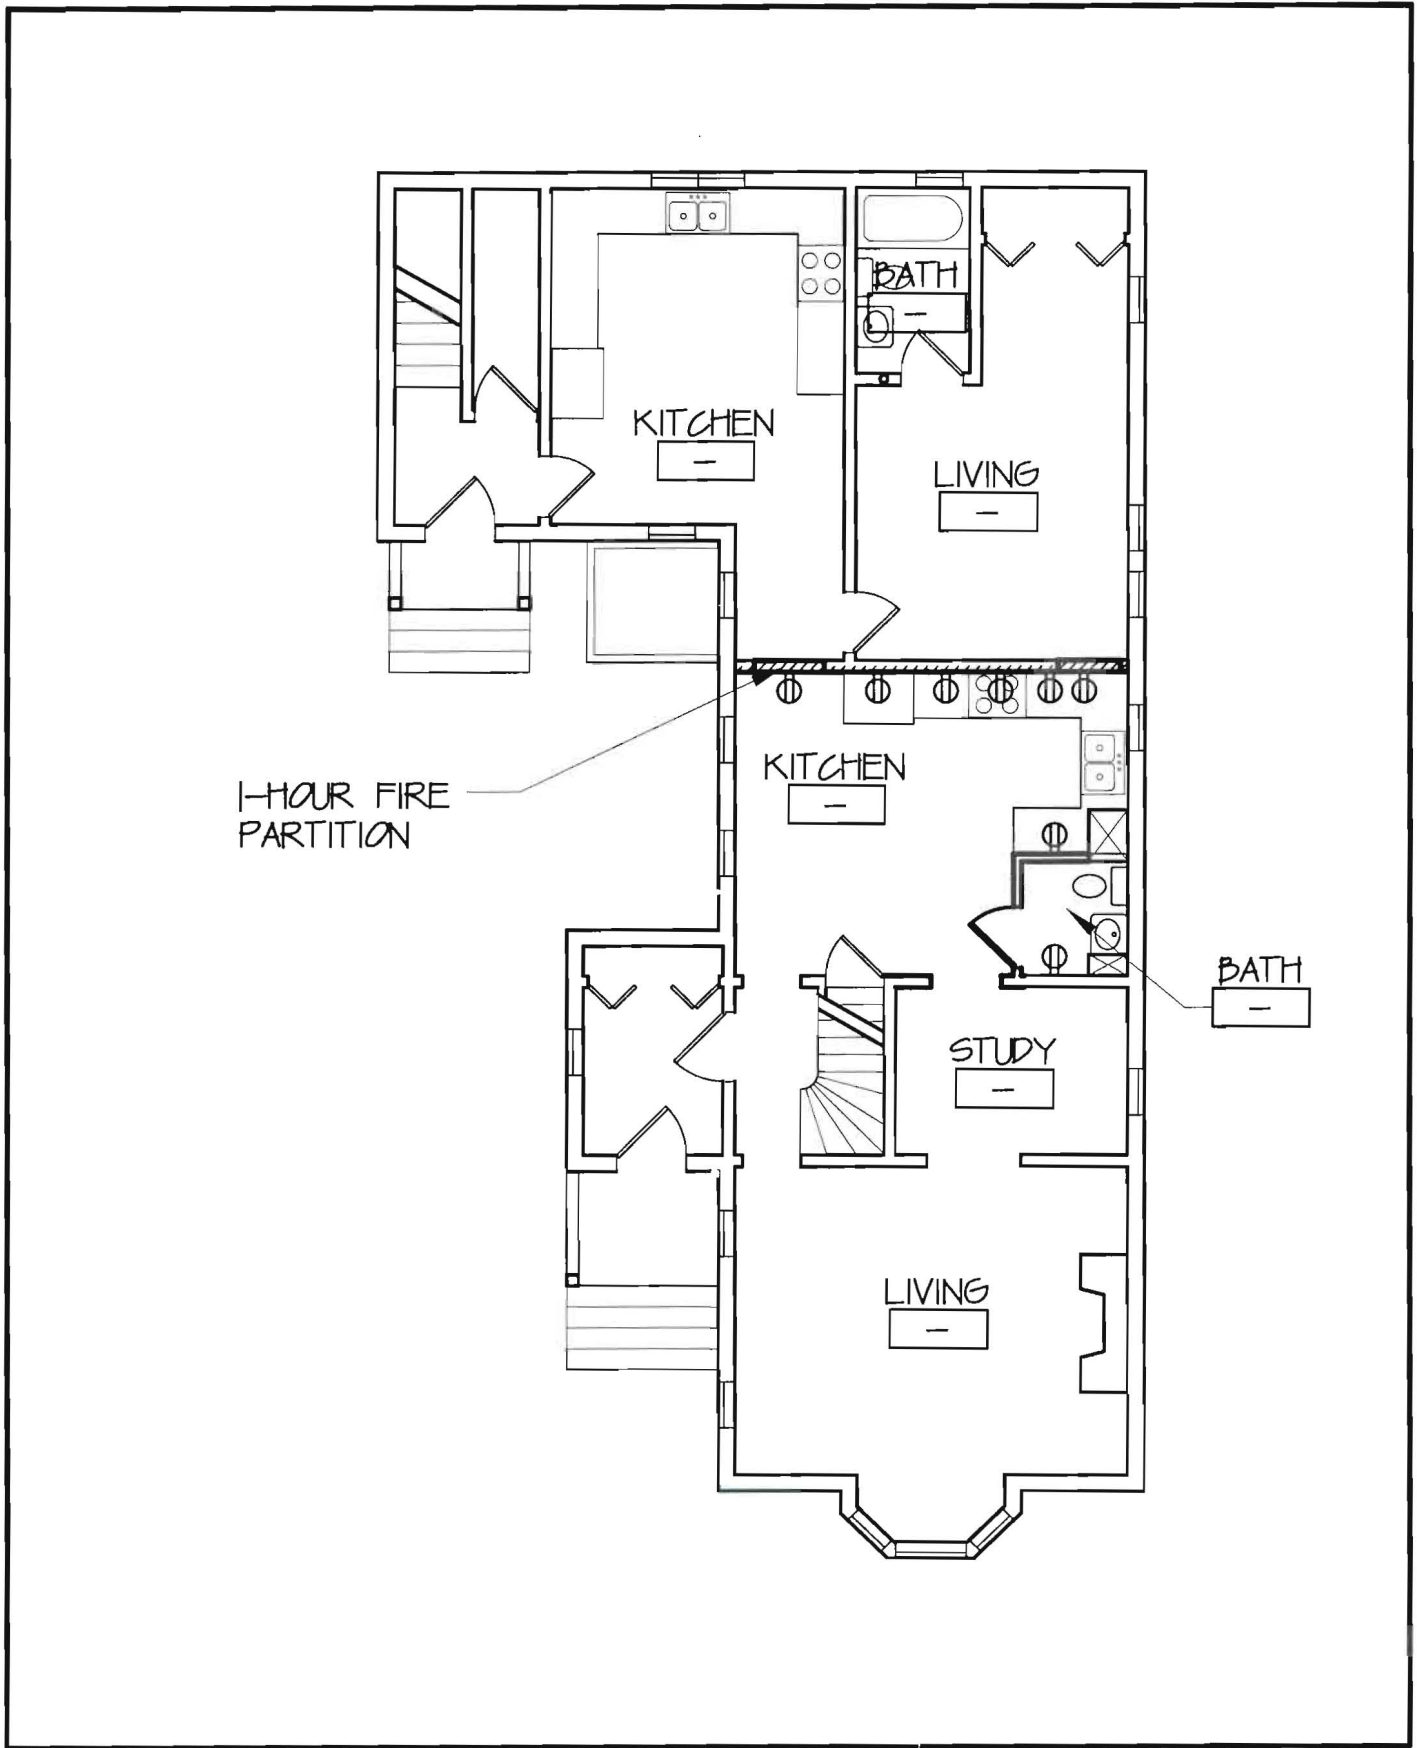 BATH
KITCHEN
LIVING
KITCHEN
1-HOUR FIRE
PARTITION
BATH
STUDY
LIVING